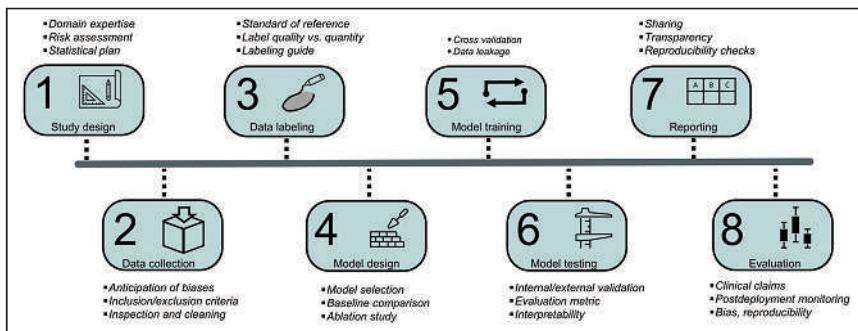 Domain expertise
Risk assessment
Statistical plan
1
Study design
Standard of reference
Label quality vs. quantity
Labeling guide
3
Data labeling
Cross validation
Data leakage
5
Model training
Sharing
Transparency
Reproducibility checks
7
A B C
Reporting
2
Data collection
Anticipation of biases
Inclusion/exclusion criteria
Inspection and cleaning
4
Model design
Model selection
Baseline comparison
Ablation study
6
Model testing
Internal/external validation
Evaluation metric
Interpretability
8
Evaluation
Clinical claims
Postdeployment monitoring
Bias, reproducibility